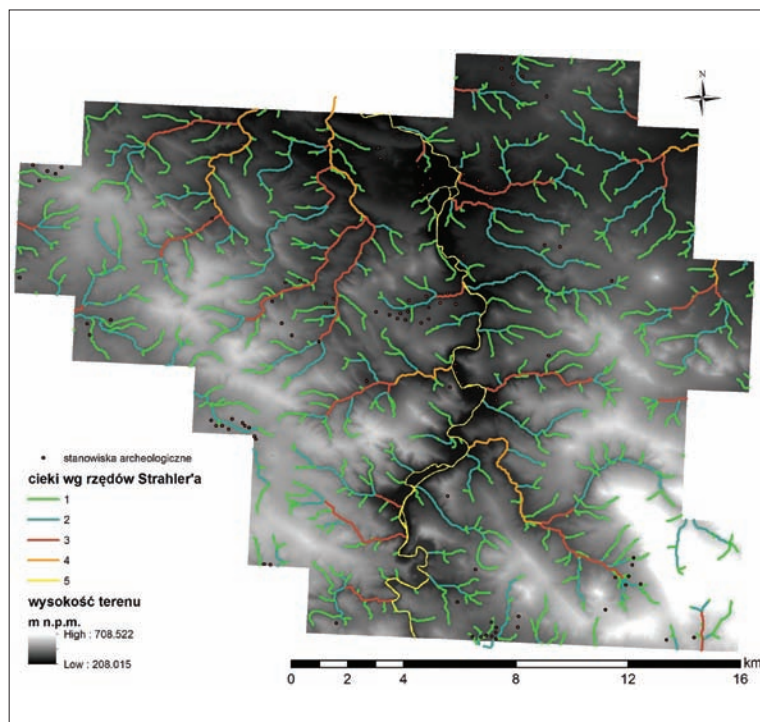 N
stanowiska archeologiczne
cieki wg rzędów Strahler'a
1
2
3
4
5
wysokość terenu
m n.p.m.
High : 708.522
Low : 208.015
km
0 2 4 8 12 16